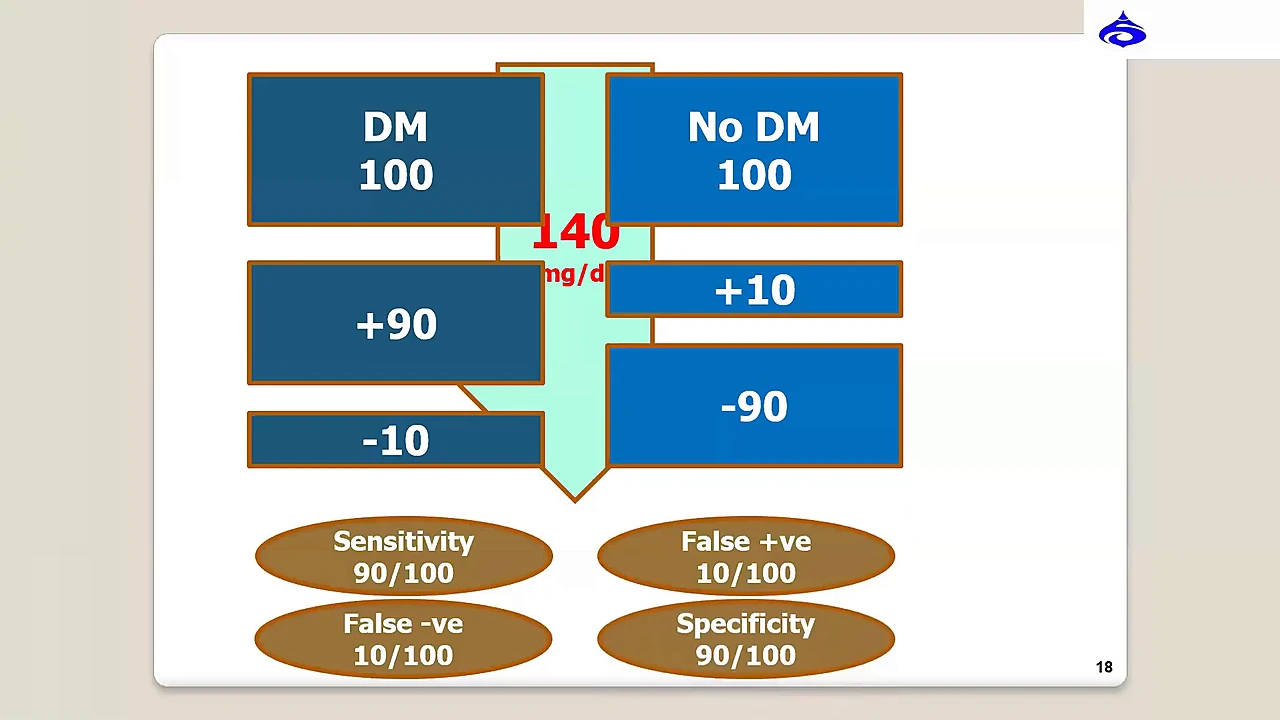 DM
100
No DM
100
140
mg/d
+90
+10
-90
-10
Sensitivity
90/100
False +ve
10/100
False -ve
10/100
Specificity
90/100
18